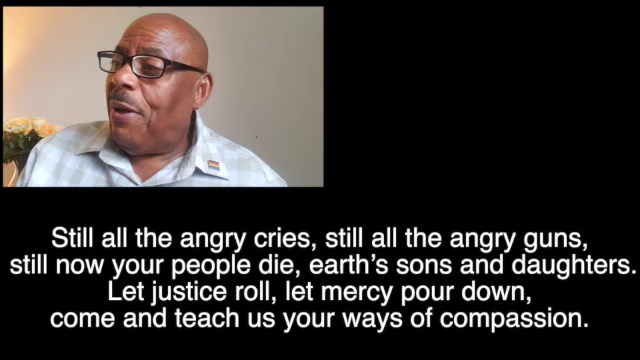 Still all the angry cries, still all the angry guns,
still now your people die, earth's sons and daughters.
Let justice roll, let mercy pour down,
come and teach us your ways of compassion.